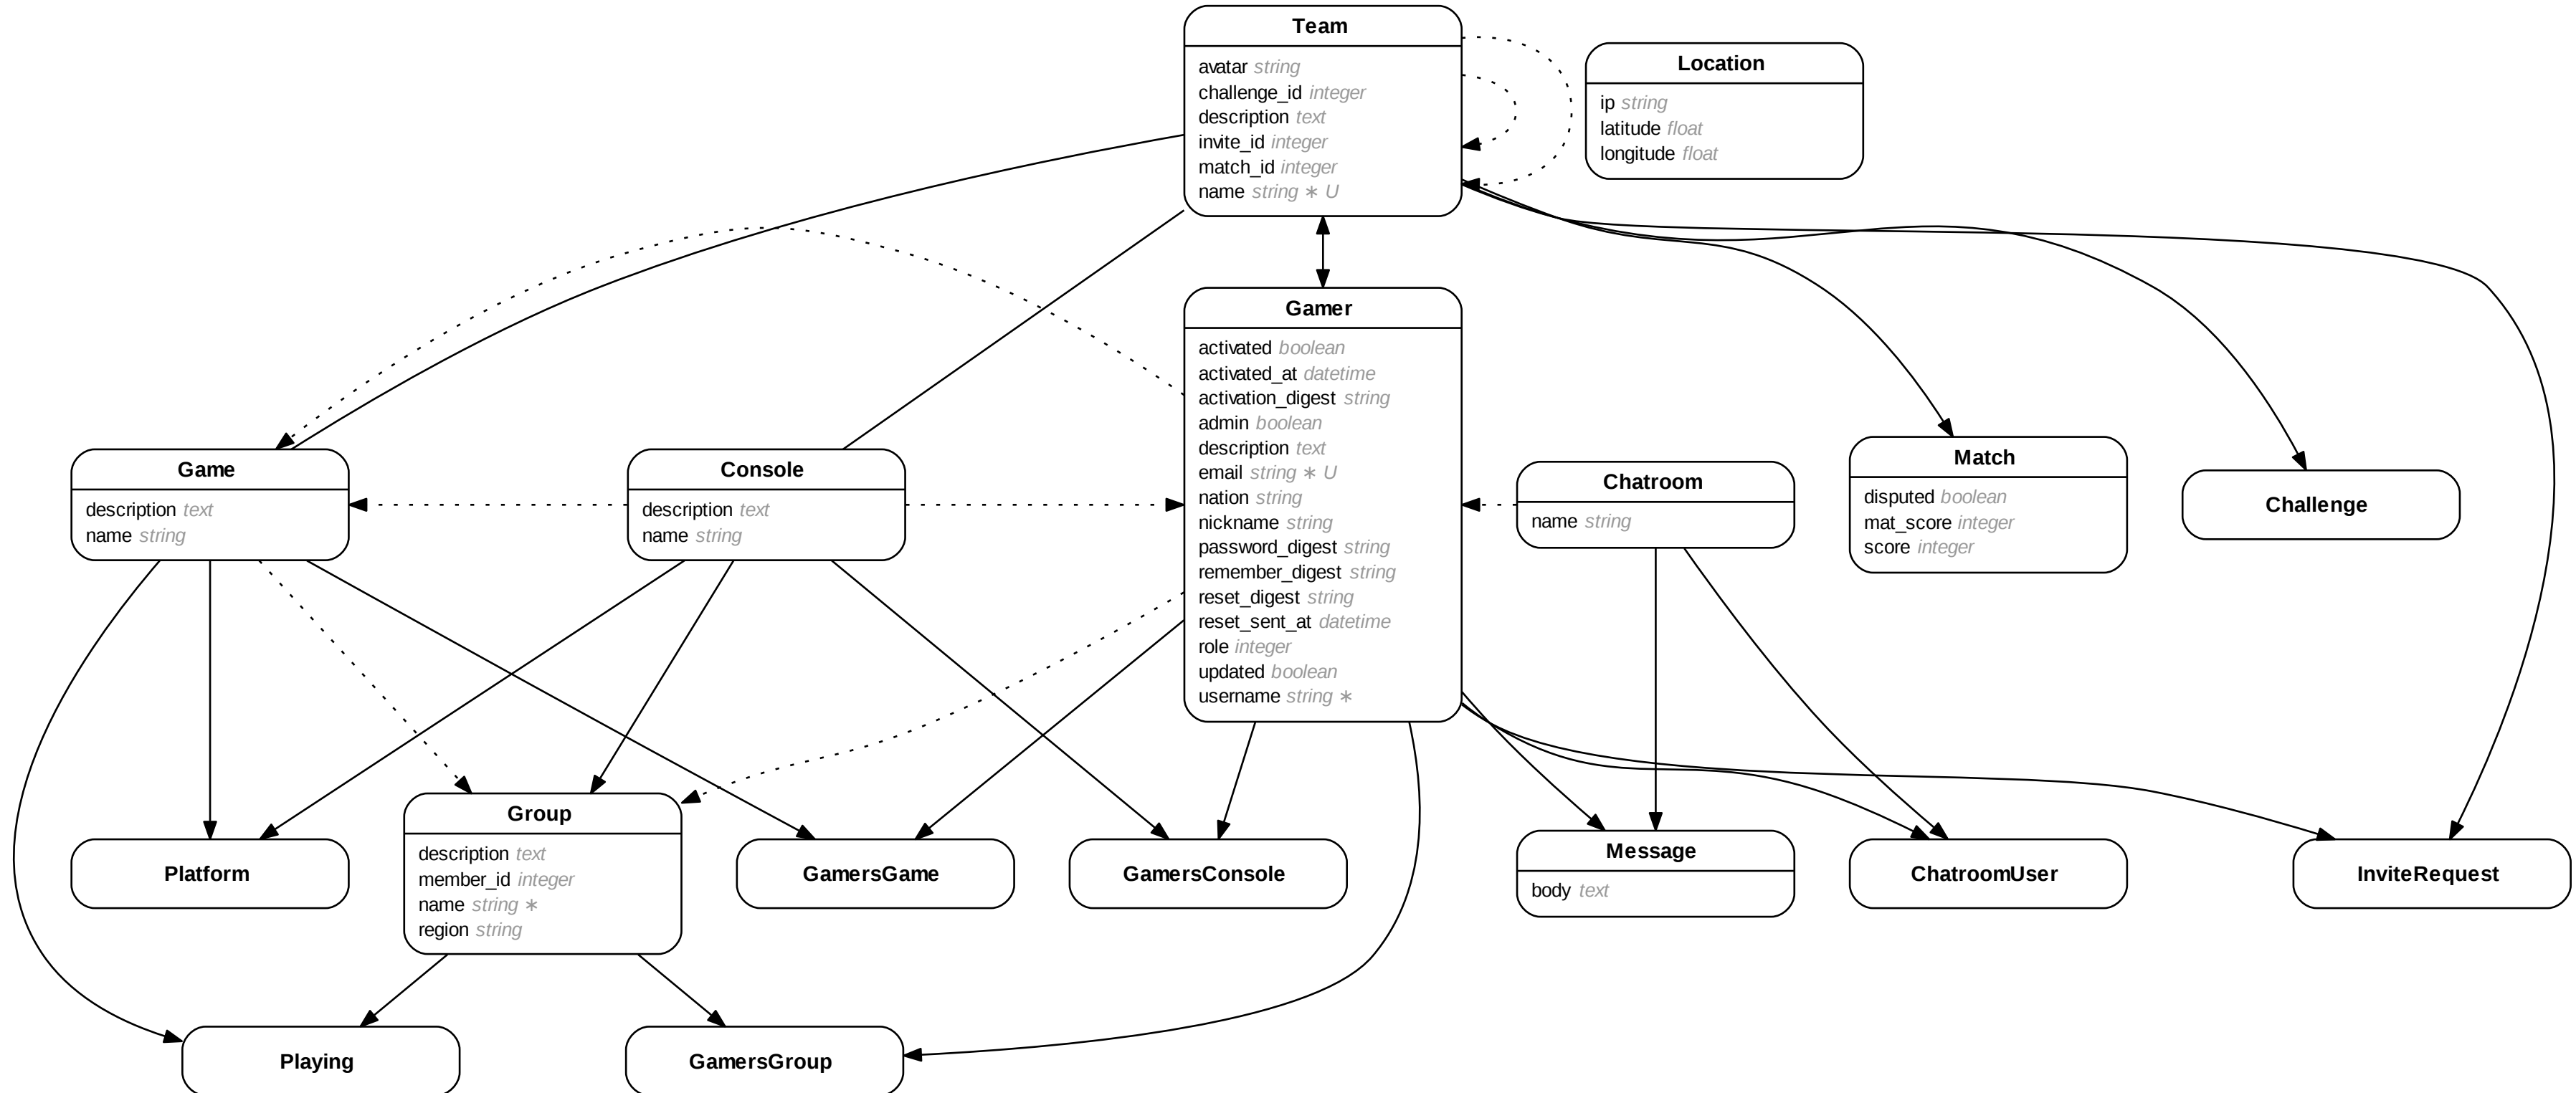 Team
avatar string
challenge_id integer
description text
invite_id integer
match_id integer
name string ∗ U
Location
ip string
latitude float
longitude float
Gamer
activated boolean
activated_at datetime
activation_digest string
admin boolean
description text
email string ∗ U
nation string
nickname string
password_digest string
remember_digest string
reset_digest string
reset_sent_at datetime
role integer
updated boolean
username string ∗
Game
description text
name string
Console
description text
name string
Chatroom
name string
Match
disputed boolean
mat_score integer
score integer
Challenge
Platform
Group
description text
member_id integer
name string ∗
region string
GamersGame
GamersConsole
Message
body text
ChatroomUser
InviteRequest
Playing
GamersGroup